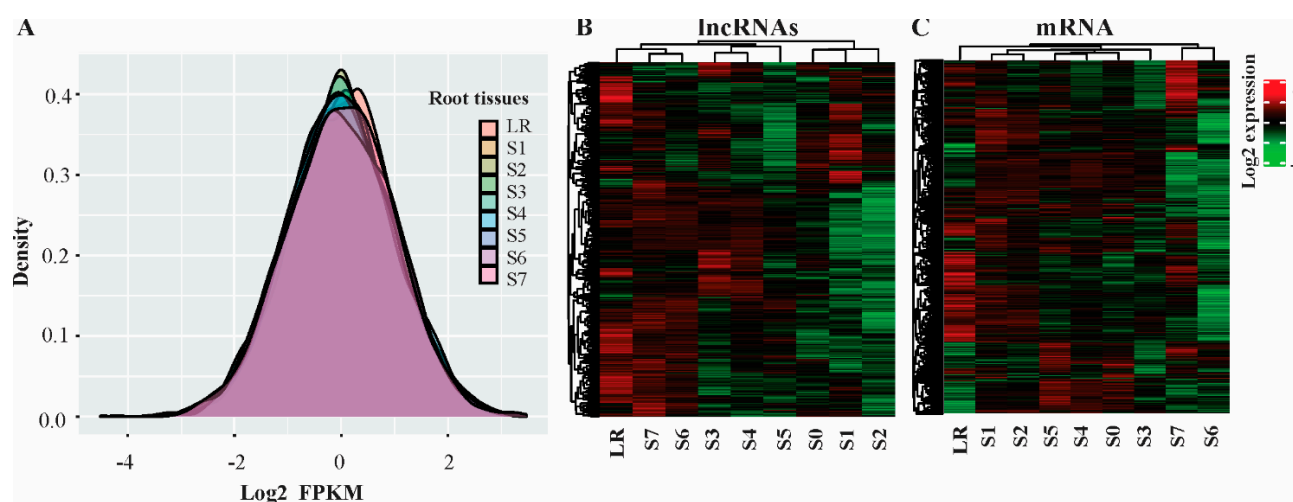 A
0.4
0.3
0.2
0.1
0.0
Density
-4
-2
0
2
Log2_FPKM
Root tissues
LR
S1
S2
S3
S4
S5
S6
S7
B
lncRNAs
LR
S7
S6
S3
S4
S5
S0
S1
S2
C
mRNA
LR
S1
S2
S5
S4
S0
S3
S7
S6
Log2 expression